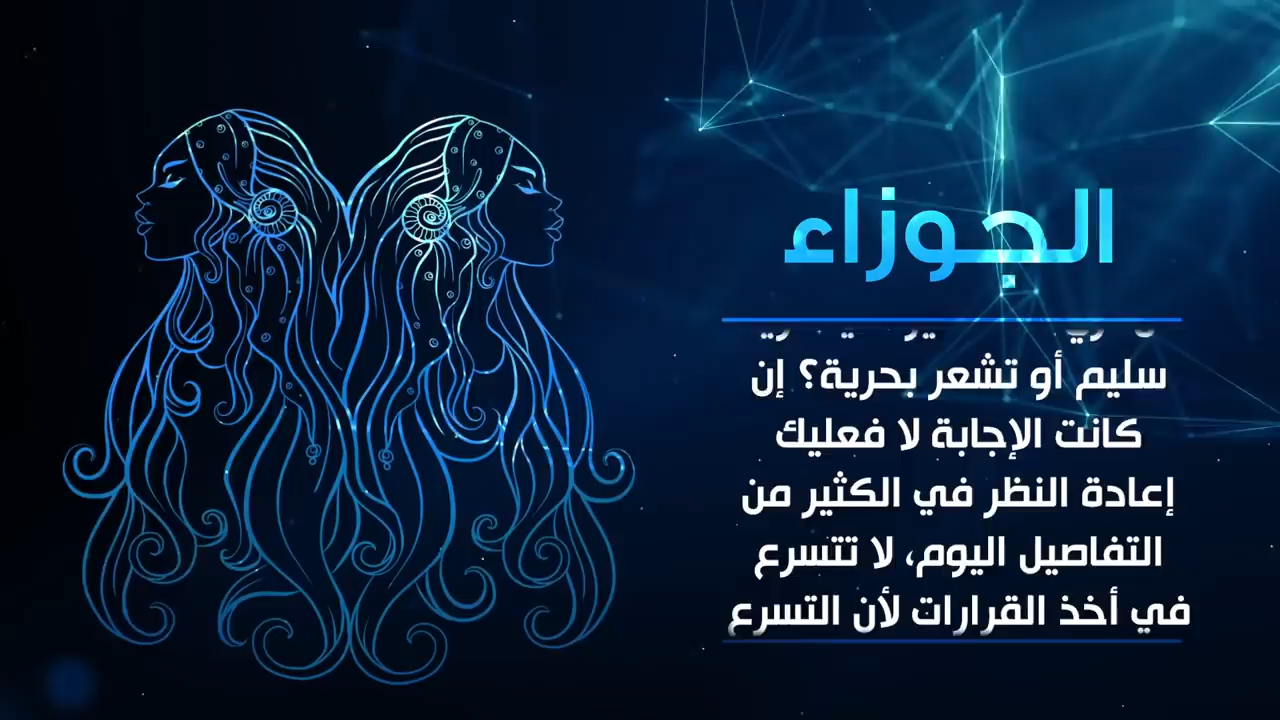 الجوزاء
سليم أو تشعر بحرية؟ إن
كانت الإجابة لا فعليك
إعادة النظر في الكثير من
التفاصيل اليوم، لا تتسرع
في أخذ القرارات لأن التسرع